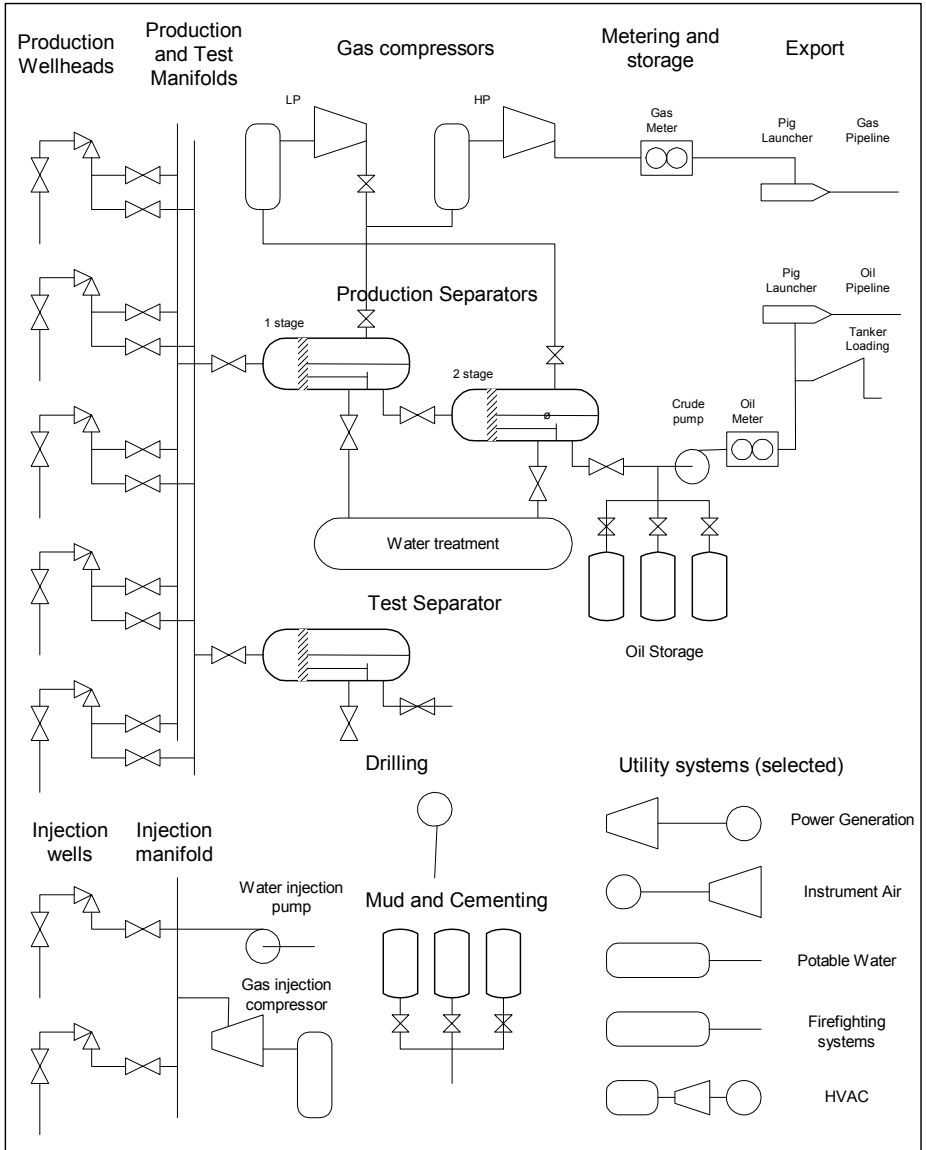 Production
Wellheads
Production
and Test
Manifolds
Gas compressors
Metering and
storage
Export
LP
HP
Gas
Meter
Pig
Launcher
Gas
Pipeline
Production Separators
1 stage
2 stage
Pig
Launcher
Oil
Pipeline
Tanker
Loading
Crude
pump
Oil
Meter
Water treatment
Test Separator
Oil Storage
Drilling
Utility systems (selected)
Power Generation
Injection
wells
Injection
manifold
Water injection
pump
Mud and Cementing
Instrument Air
Gas injection
compressor
Potable Water
Firefighting
systems
HVAC